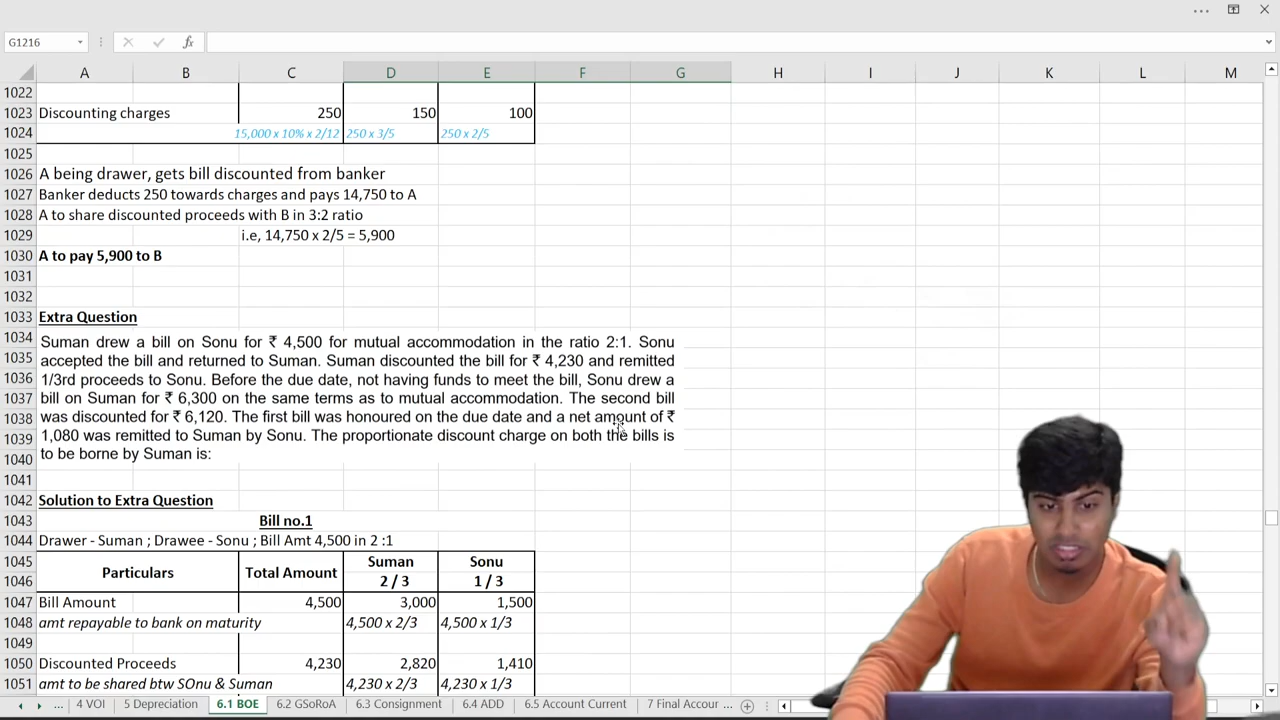 G1216 fx
A B C D E F G H I J K L M
1022
1023 Discounting charges 250 150 100
1024 15,000 x 10% x 2/12 250 x 3/5 250 x 2/5
1025
1026 A being drawer, gets bill discounted from banker
1027 Banker deducts 250 towards charges and pays 14,750 to A
1028 A to share discounted proceeds with B in 3:2 ratio
1029 i.e, 14,750 x 2/5 = 5,900
1030 A to pay 5,900 to B
1031
1032
1033 Extra Question
1034 Suman drew a bill on Sonu for ₹ 4,500 for mutual accommodation in the ratio 2:1. Sonu
1035 accepted the bill and returned to Suman. Suman discounted the bill for ₹ 4,230 and remitted
1036 1/3rd proceeds to Sonu. Before the due date, not having funds to meet the bill, Sonu drew a
1037 bill on Suman for ₹ 6,300 on the same terms as to mutual accommodation. The second bill
1038 was discounted for ₹ 6,120. The first bill was honoured on the due date and a net amount of ₹
1039 1,080 was remitted to Suman by Sonu. The proportionate discount charge on both the bills is
1040 to be borne by Suman is:
1041
1042 Solution to Extra Question
1043 Bill no.1
1044 Drawer - Suman ; Drawee - Sonu ; Bill Amt 4,500 in 2 :1
1045 Particulars Total Amount Suman Sonu
1046 2 / 3 1 / 3
1047 Bill Amount 4,500 3,000 1,500
1048 amt repayable to bank on maturity 4,500 x 2/3 4,500 x 1/3
1049
1050 Discounted Proceeds 4,230 2,820 1,410
1051 amt to be shared btw SOnu & Suman 4,230 x 2/3 4,230 x 1/3
... 4 VOI 5 Depreciation 6.1 BOE 6.2 GSoRoA 6.3 Consignment 6.4 ADD 6.5 Account Current 7 Final Accour ...